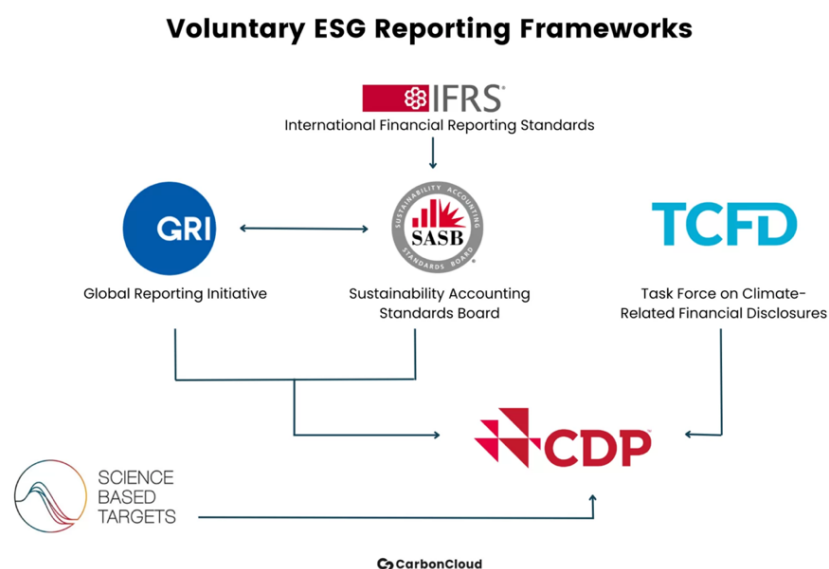 Voluntary ESG Reporting Frameworks
IFRS®
International Financial Reporting Standards
GRI
SUSTAINABILITY ACCOUNTING
SASB
STANDARDS BOARD
®
TCFD
Global Reporting Initiative
Sustainability Accounting
Standards Board
Task Force on Climate-
Related Financial Disclosures
CDP
SCIENCE
BASED
TARGETS
CarbonCloud